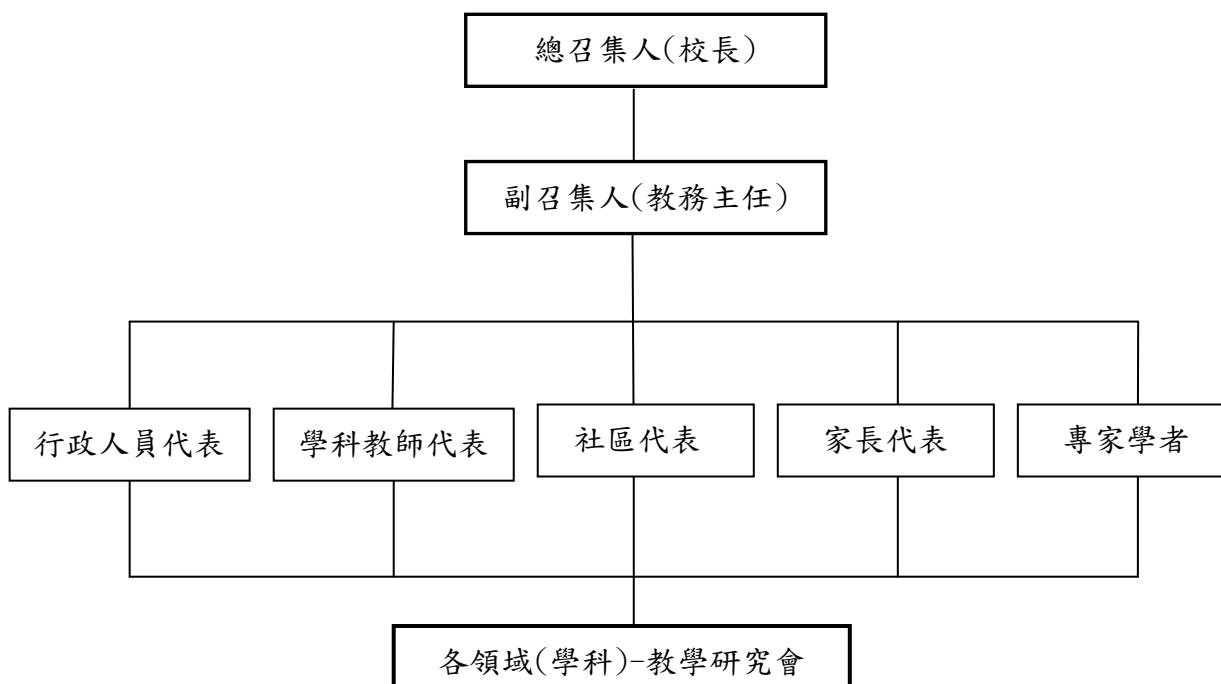 總召集人(校長)
副召集人(教務主任)
行政人員代表
學科教師代表
社區代表
家長代表
專家學者
各領域(學科)-教學研究會